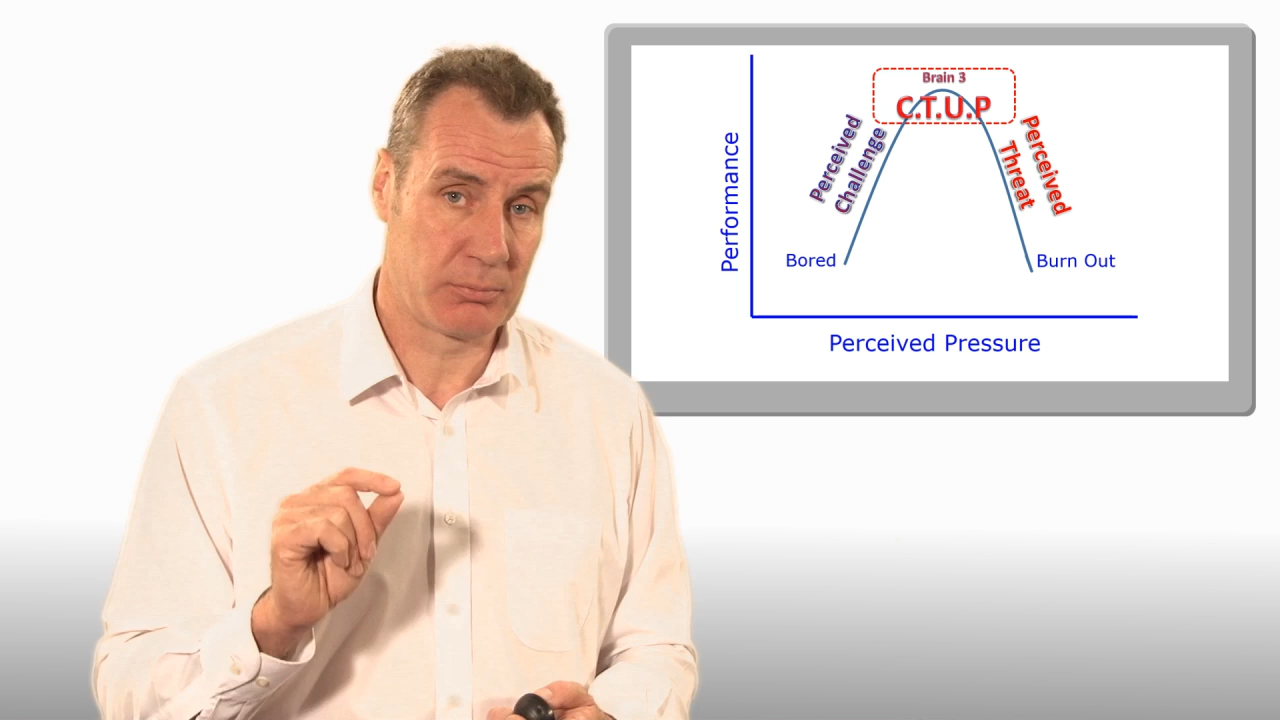 Brain 3
C.T.U.P
Perceived
Challenge
Perceived
Threat
Performance
Bored
Burn Out
Perceived Pressure